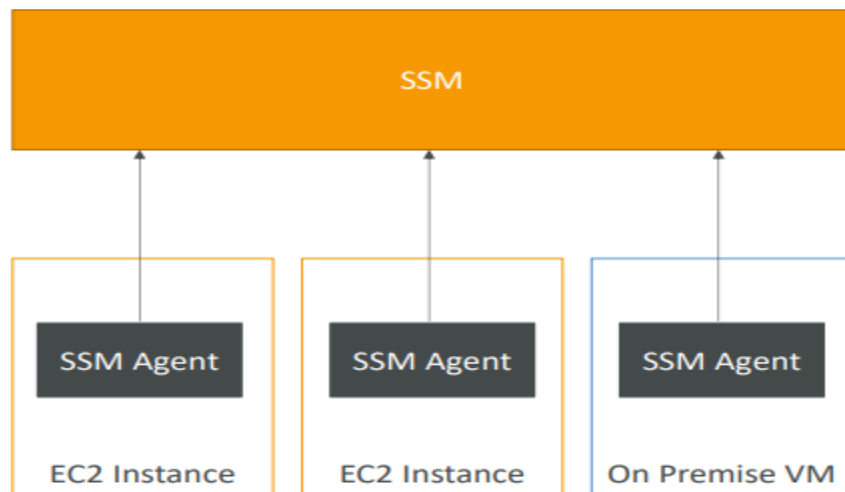 SSM
SSM Agent
SSM Agent
SSM Agent
EC2 Instance
EC2 Instance
On Premise VM